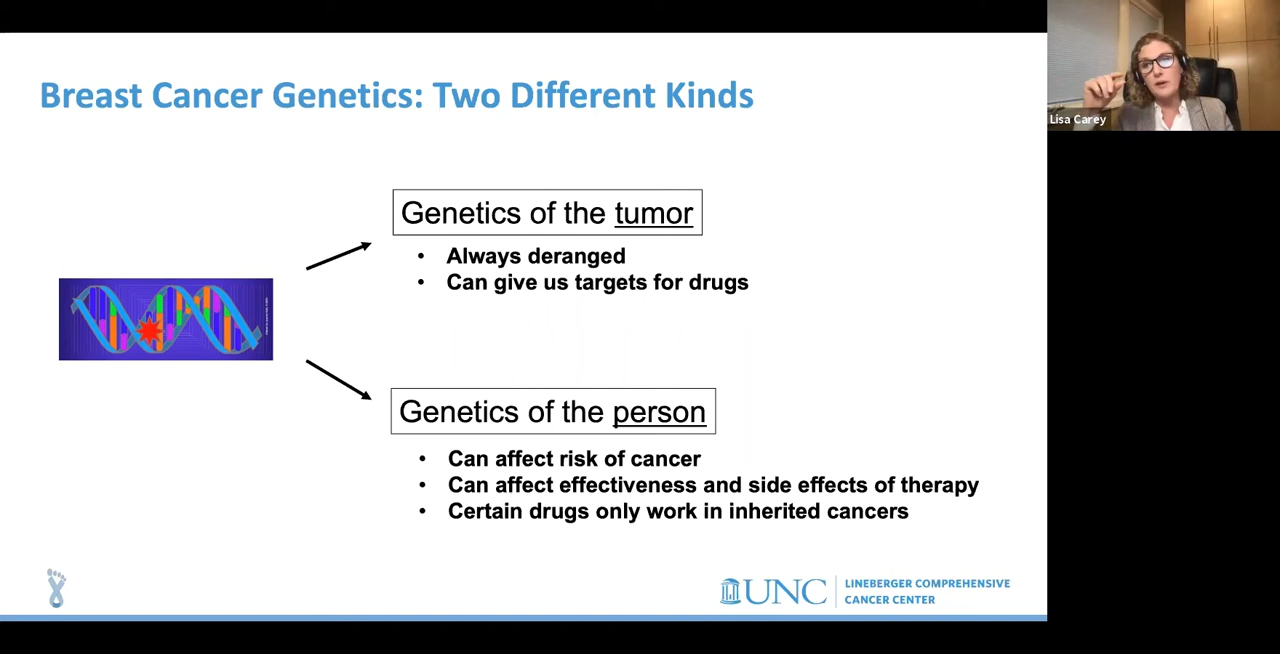 Breast Cancer Genetics: Two Different Kinds
Lisa Carey
Genetics of the tumor
• Always deranged
• Can give us targets for drugs
Genetics of the person
• Can affect risk of cancer
• Can affect effectiveness and side effects of therapy
• Certain drugs only work in inherited cancers
UNC
LINEBERGER COMPREHENSIVE
CANCER CENTER